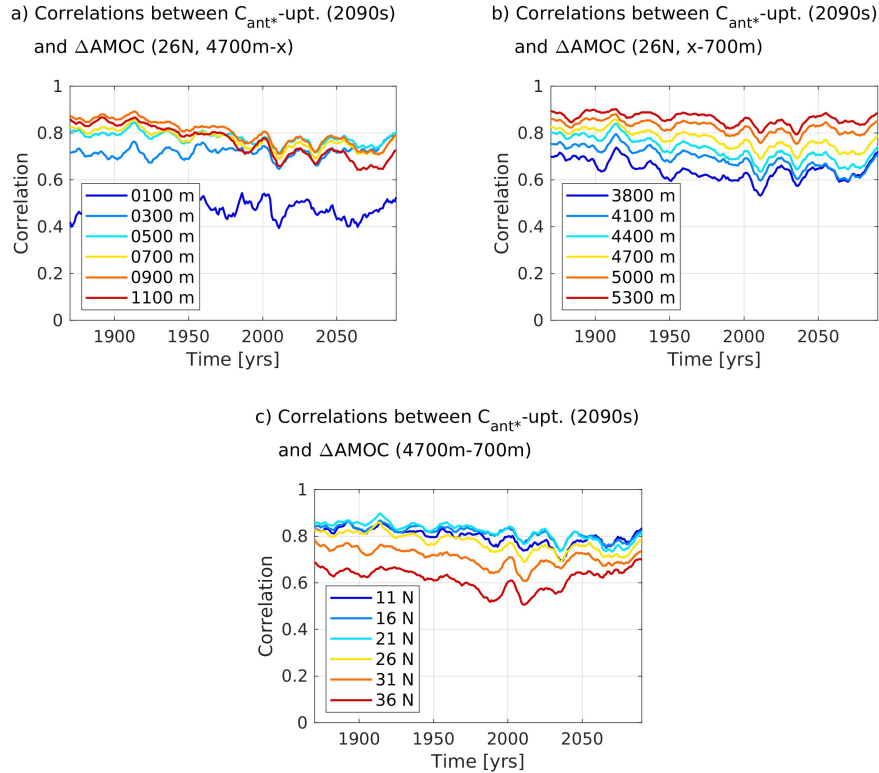 a) Correlations between C_ant*-upt. (2090s)
and ΔAMOC (26N, 4700m-x)
1
0.8
0.6
0.4
0.2
0
Correlation
0100 m
0300 m
0500 m
0700 m
0900 m
1100 m
1900 1950 2000 2050
Time [yrs]
b) Correlations between C_ant*-upt. (2090s)
and ΔAMOC (26N, x-700m)
1
0.8
0.6
0.4
0.2
0
Correlation
3800 m
4100 m
4400 m
4700 m
5000 m
5300 m
1900 1950 2000 2050
Time [yrs]
c) Correlations between C_ant*-upt. (2090s)
and ΔAMOC (4700m-700m)
1
0.8
0.6
0.4
0.2
0
Correlation
11 N
16 N
21 N
26 N
31 N
36 N
1900 1950 2000 2050
Time [yrs]